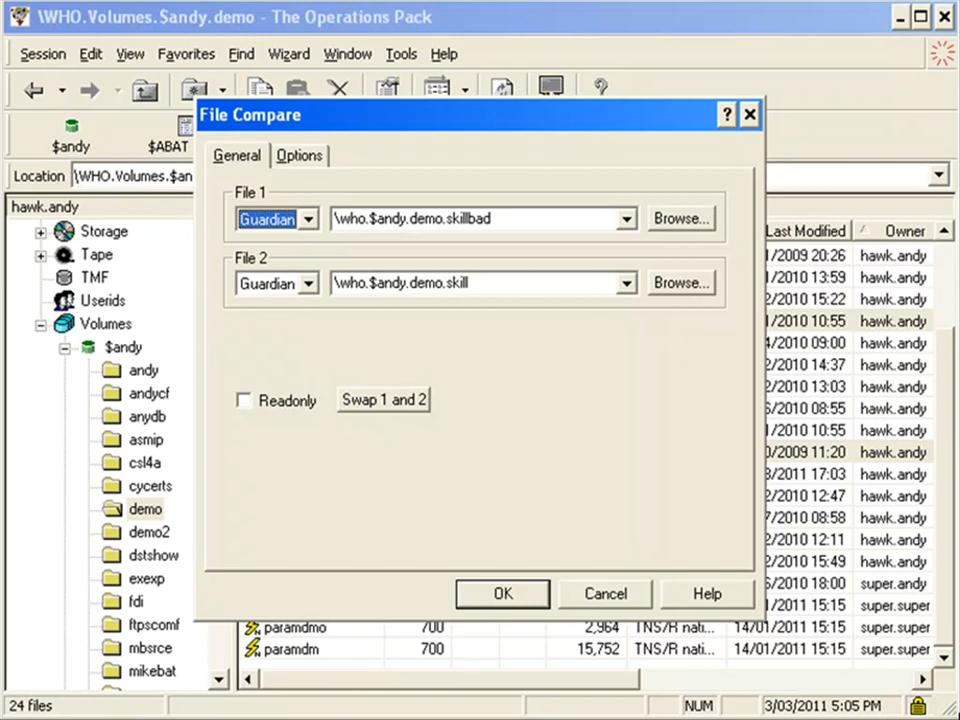 \WHO.Volumes.$andy.demo - The Operations Pack
Session Edit View Favorites Find Wizard Window Tools Help
$andy $ABAT
Location \WHO.Volumes.$an
File Compare
General Options
File 1
Guardian \who.$andy.demo.skillbad Browse...
File 2
Guardian \who.$andy.demo.skill Browse...
Readonly Swap 1 and 2
OK Cancel Help
hawk.andy
Storage
Tape
TMF
Userids
Volumes
$andy
andy
andycf
anydb
asmip
csl4a
cycerts
demo
demo2
dstshow
exexp
fdi
ftpscomf
mbsrce
mikebat
Last Modified Owner
/2009 20:26 hawk.andy
/2010 13:59 hawk.andy
2/2010 15:22 hawk.andy
/2010 10:55 hawk.andy
4/2010 09:00 hawk.andy
2/2010 14:37 hawk.andy
2/2010 13:03 hawk.andy
6/2010 08:55 hawk.andy
/2010 10:55 hawk.andy
0/2009 11:20 hawk.andy
8/2011 17:03 hawk.andy
2/2010 12:47 hawk.andy
7/2010 08:58 hawk.andy
2/2010 12:11 hawk.andy
2/2010 15:49 hawk.andy
6/2010 18:00 super.andy
1/2011 15:15 super.super
paramdmo 700 2,964 TNS/R nati... 14/01/2011 15:15 super.super
paramdm 700 15,752 TNS/R nati... 14/01/2011 15:15 super.super
24 files NUM 3/03/2011 5:05 PM